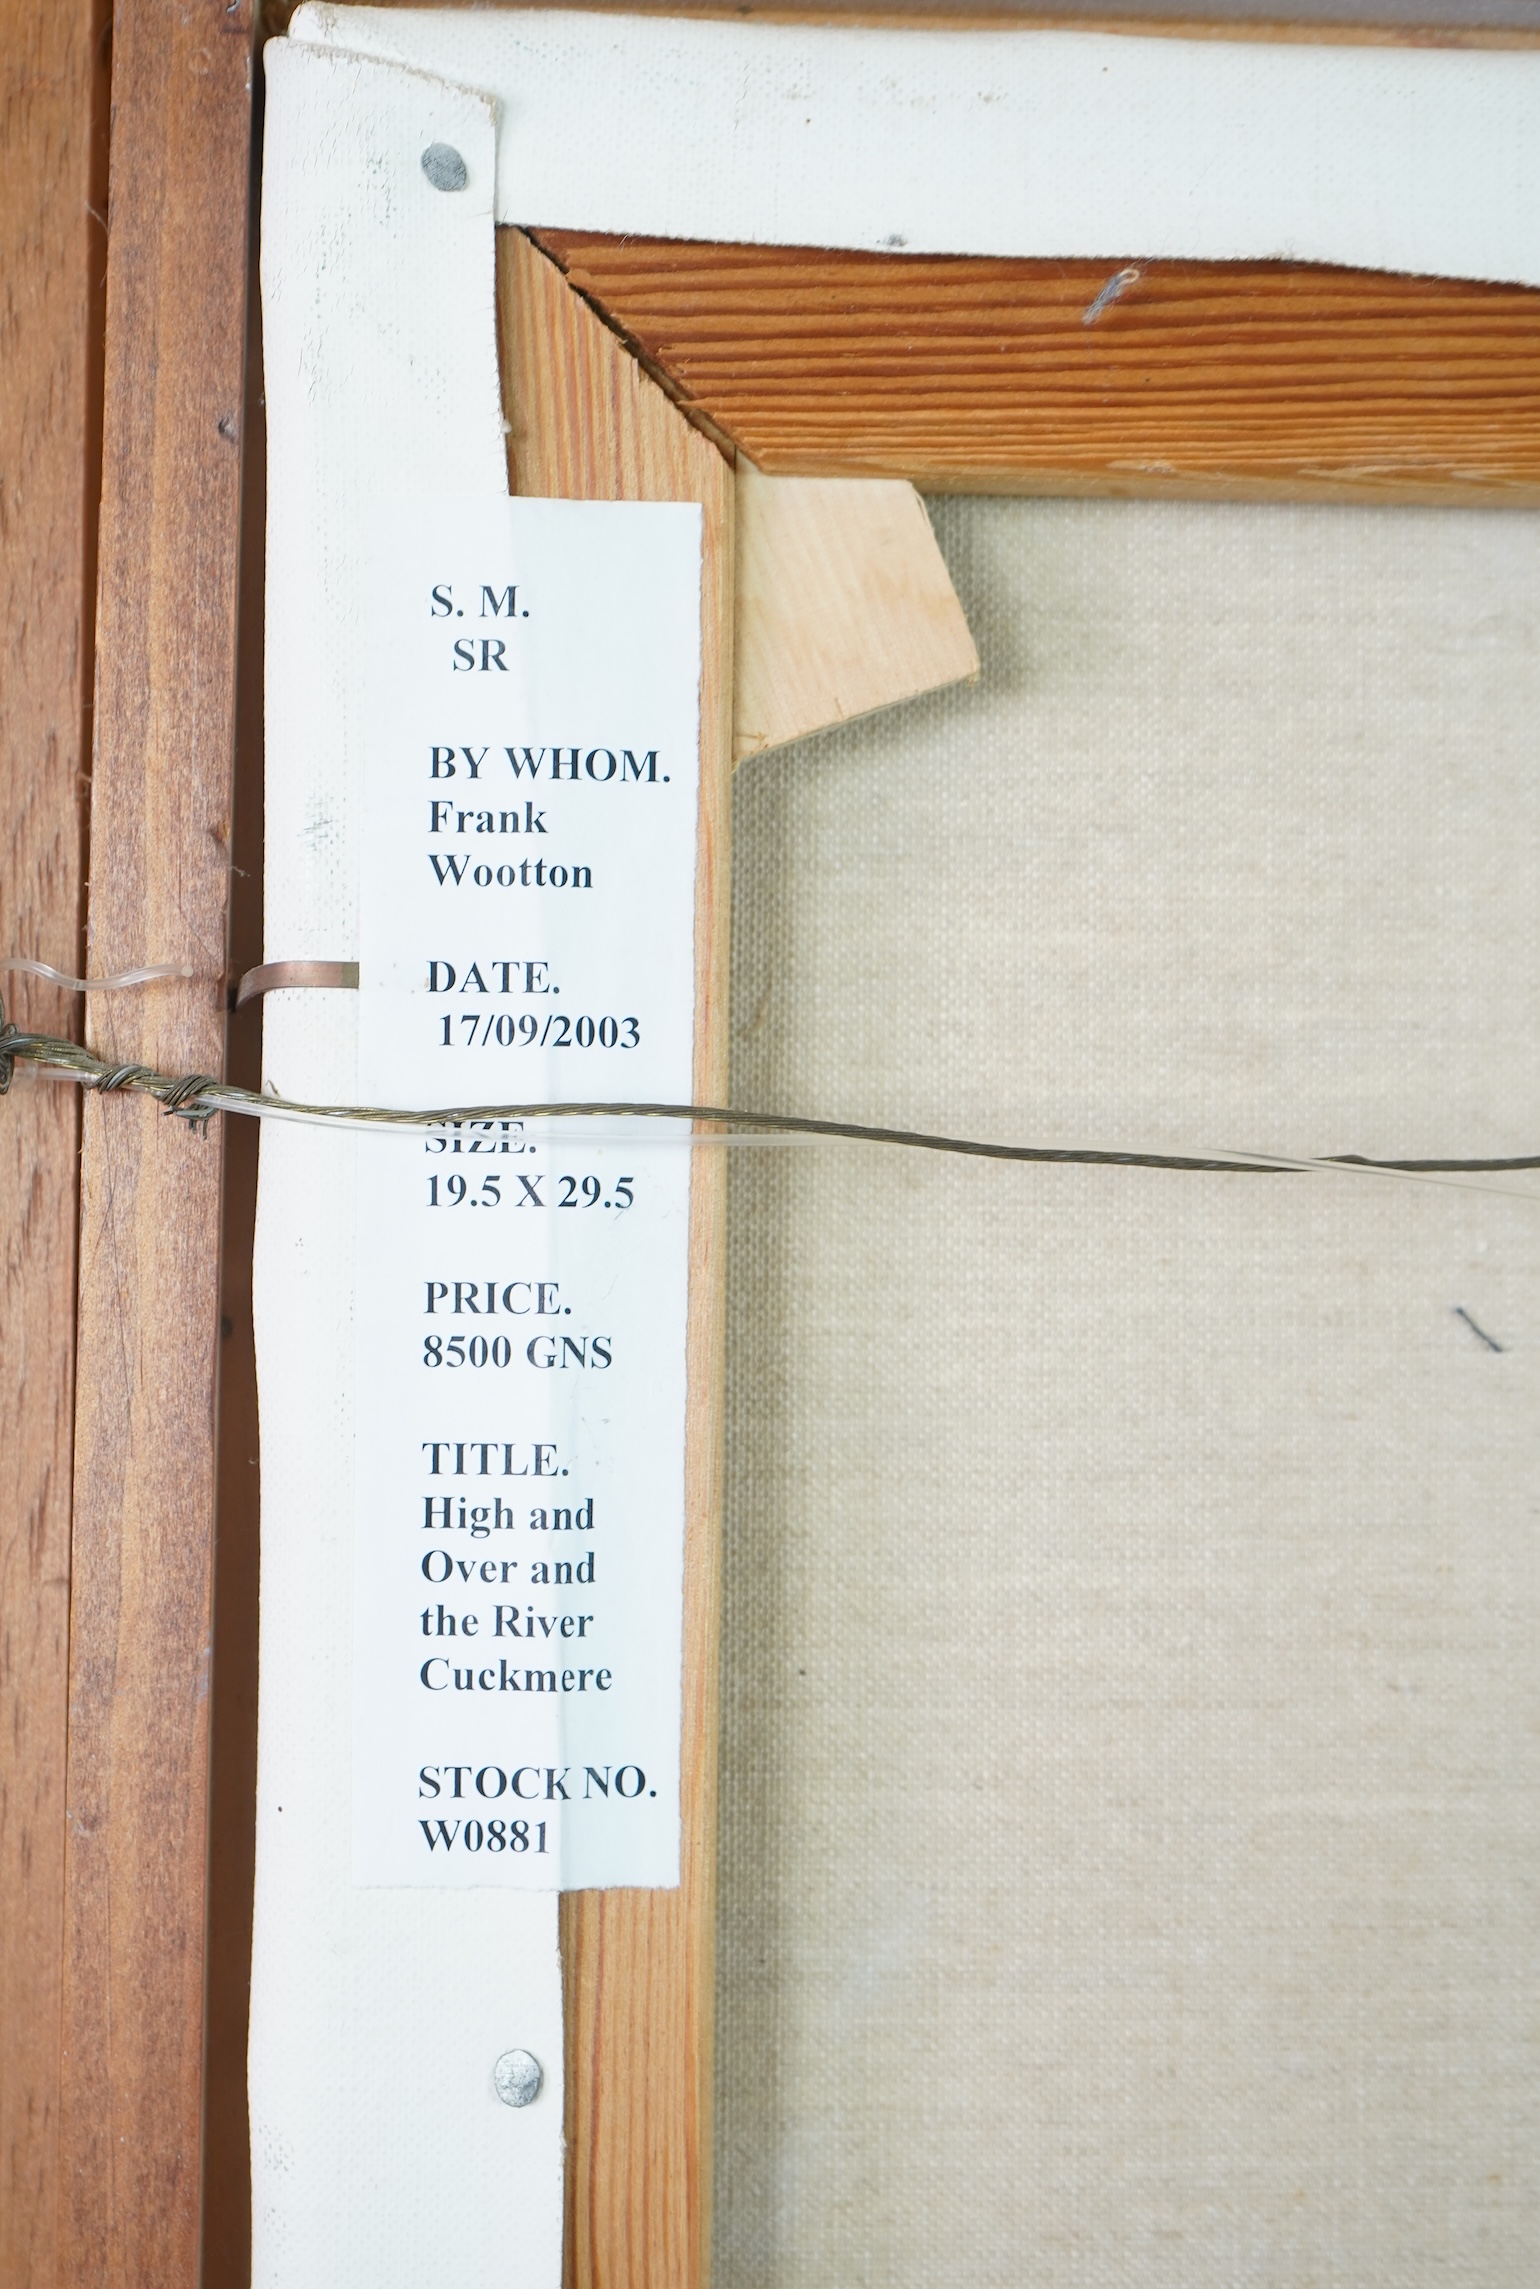 S. M.
SR
BY WHOM.
Frank
Wootton
DATE.
17/09/2003
SIZE.
19.5 X 29.5
PRICE.
8500 GNS
TITLE.
High and
Over and
the River
Cuckmere
STOCK NO.
W0881